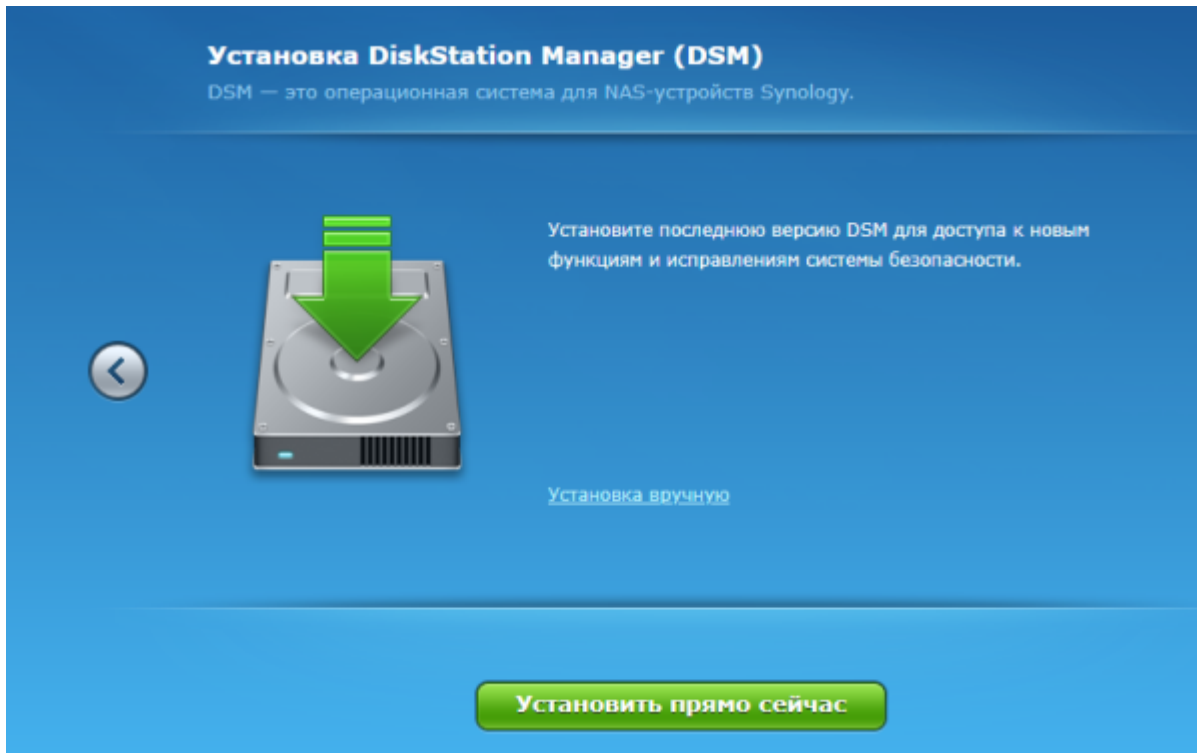 Установка DiskStation Manager (DSM)
DSM — это операционная система для NAS-устройств Synology.
Установите последнюю версию DSM для доступа к новым
функциям и исправлениям системы безопасности.
Установка вручную
Установить прямо сейчас